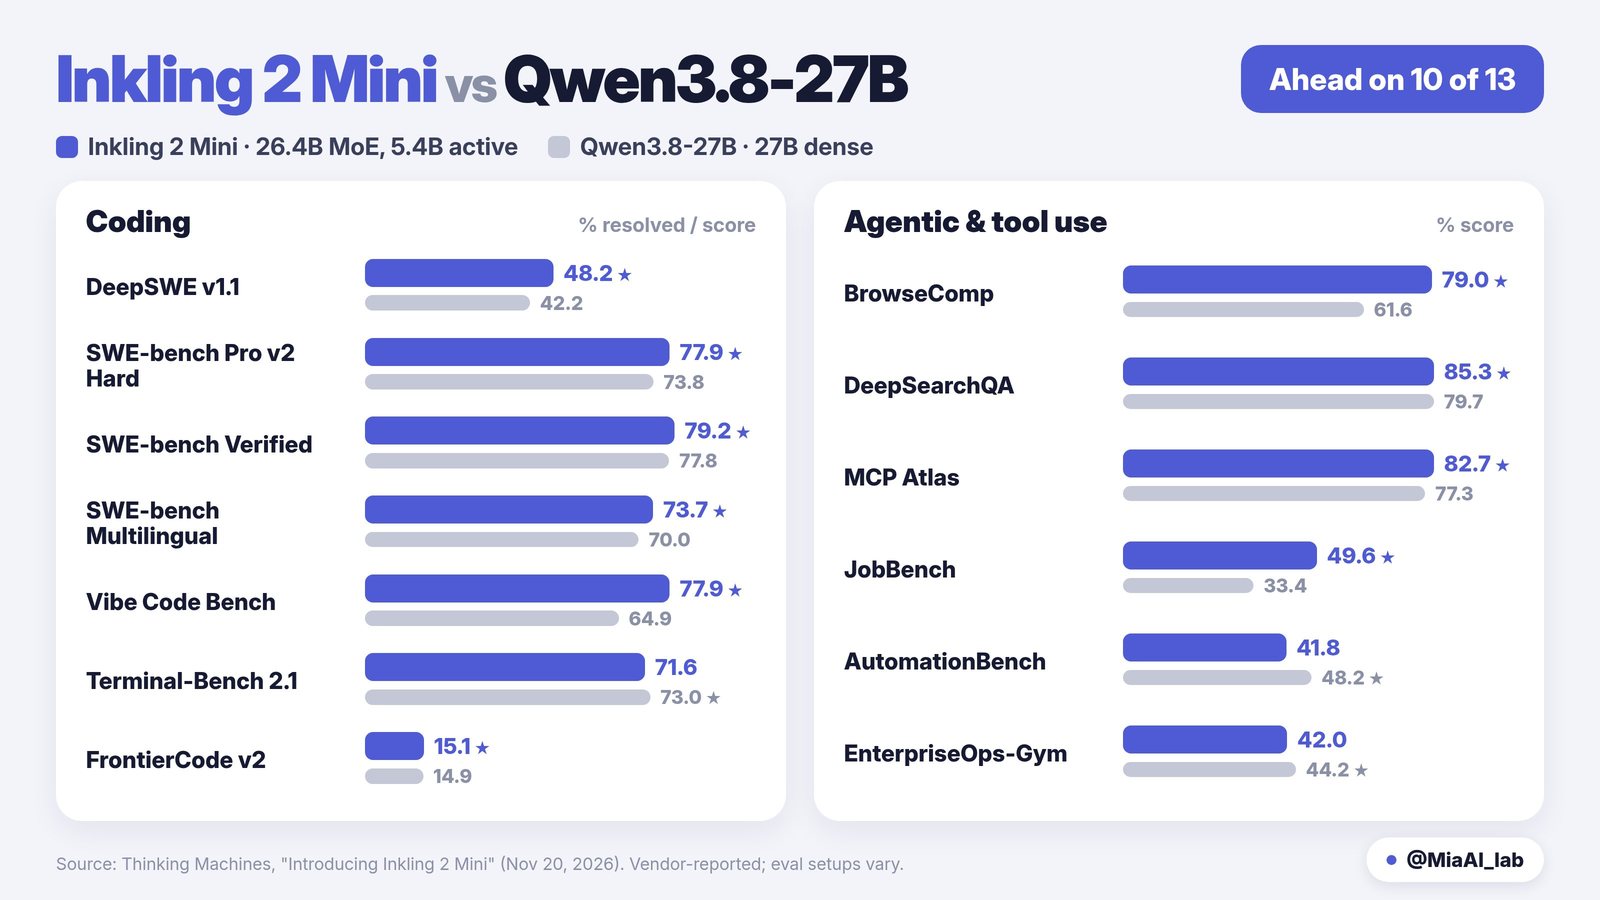 Inkling 2 Mini vs Qwen3.8-27B
Ahead on 10 of 13
Inkling 2 Mini · 26.4B MoE, 5.4B active
Qwen3.8-27B · 27B dense
Coding
% resolved / score
DeepSWE v1.1
48.2 ★
42.2
SWE-bench Pro v2
Hard
77.9 ★
73.8
SWE-bench Verified
79.2 ★
77.8
SWE-bench
Multilingual
73.7 ★
70.0
Vibe Code Bench
77.9 ★
64.9
Terminal-Bench 2.1
71.6
73.0 ★
FrontierCode v2
15.1 ★
14.9
Agentic & tool use
% score
BrowseComp
79.0 ★
61.6
DeepSearchQA
85.3 ★
79.7
MCP Atlas
82.7 ★
77.3
JobBench
49.6 ★
33.4
AutomationBench
41.8
48.2 ★
EnterpriseOps-Gym
42.0
44.2 ★
Source: Thinking Machines, "Introducing Inkling 2 Mini" (Nov 20, 2026). Vendor-reported; eval setups vary.
@MiaAI_lab